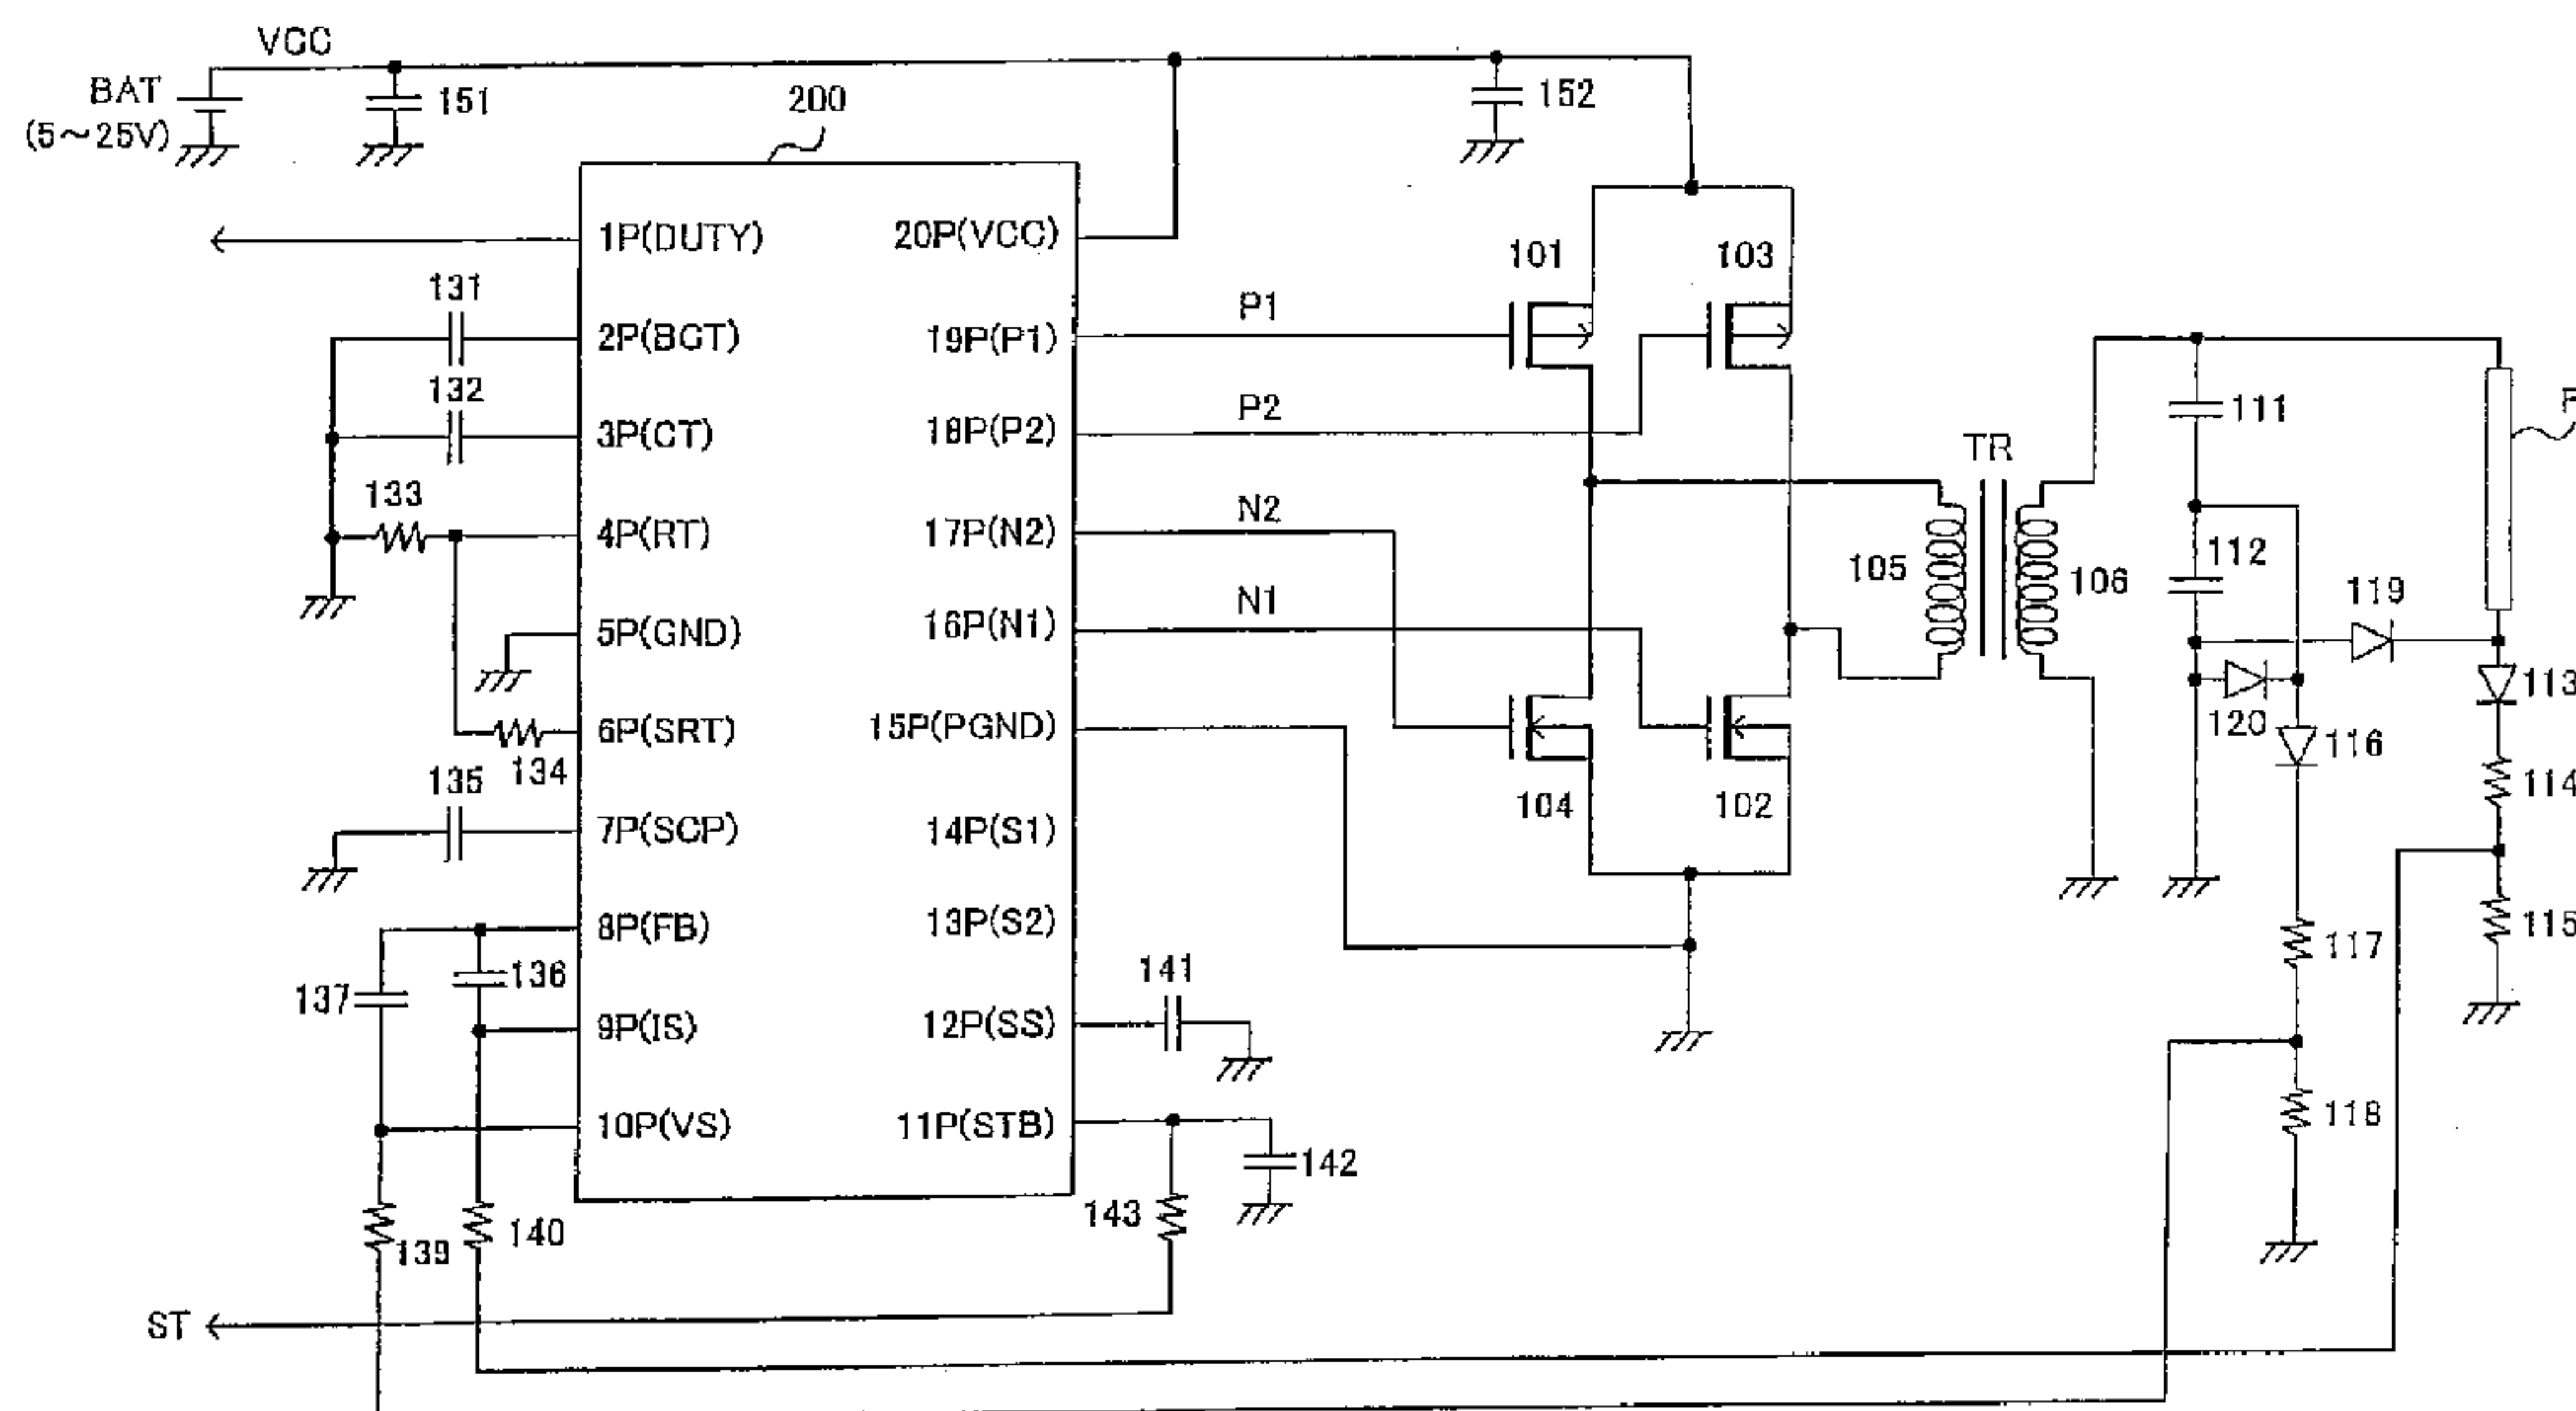 VCC
BAT
(5~25V)
151
200
152
1P(DUTY)
20P(VCC)
101
103
131
2P(BCT)
19P(P1)
P1
132
3P(CT)
18P(P2)
P2
111
F
TR
133
4P(RT)
17P(N2)
N2
105
106
112
119
5P(GND)
16P(N1)
N1
6P(SRT)
134
15P(PGND)
104
102
120
116
113
114
135
7P(SCP)
14P(S1)
8P(FB)
13P(S2)
117
115
137
136
9P(IS)
12P(SS)
141
10P(VS)
11P(STB)
142
118
139
140
143
ST